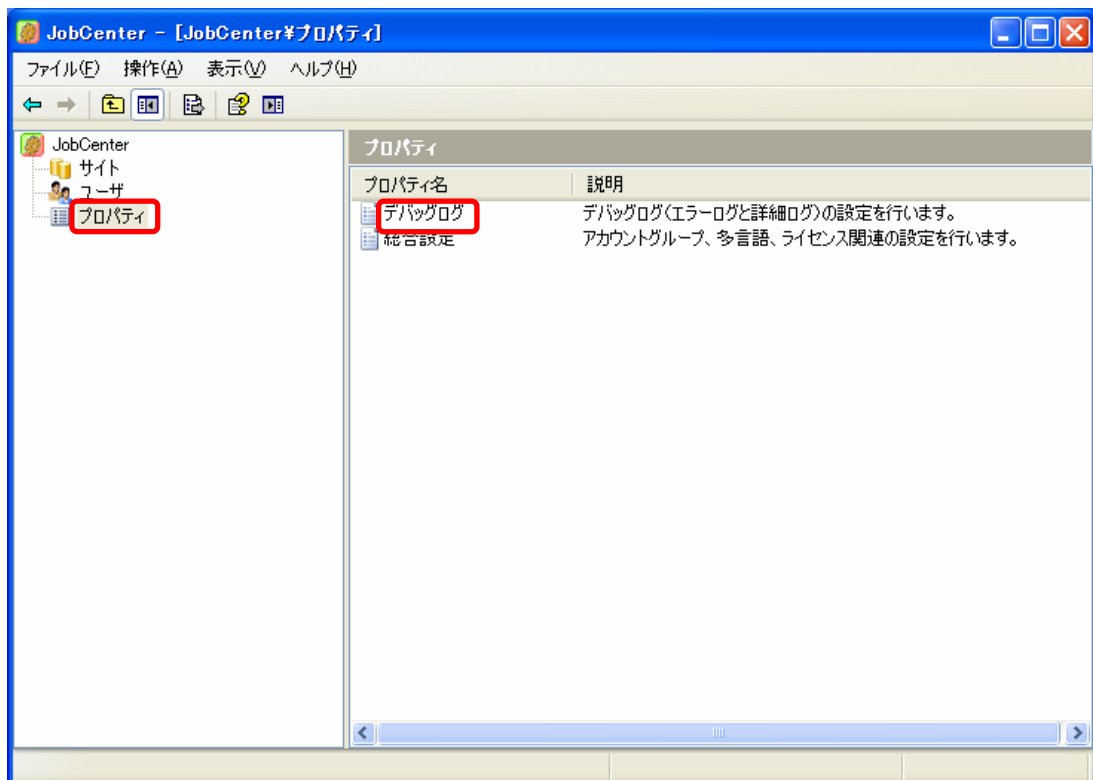 JobCenter - [JobCenter¥プロパティ]
ファイル(F) 操作(A) 表示(V) ヘルプ(H)
JobCenter
サイト
ユーザ
プロパティ
プロパティ
プロパティ名 説明
デバッグログ デバッグログ(エラーログと詳細ログ)の設定を行います。
総合設定 アカウントグループ、多言語、ライセンス関連の設定を行います。